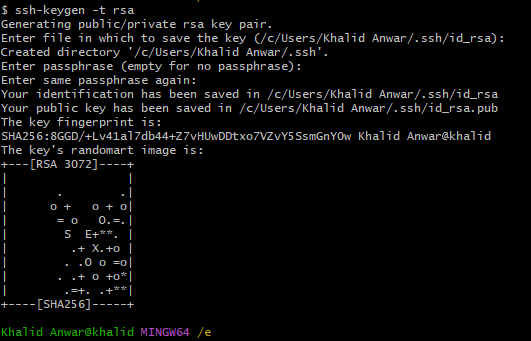 $ ssh-keygen -t rsa
Generating public/private rsa key pair.
Enter file in which to save the key (/c/Users/Khalid Anwar/.ssh/id_rsa):
Created directory '/c/Users/Khalid Anwar/.ssh'.
Enter passphrase (empty for no passphrase):
Enter same passphrase again:
Your identification has been saved in /c/Users/Khalid Anwar/.ssh/id_rsa
Your public key has been saved in /c/Users/Khalid Anwar/.ssh/id_rsa.pub
The key fingerprint is:
SHA256:8GGD/+Lv41al7db44+Z7vHUwDDtxo7VZvY5SsmGnYOw Khalid Anwar@khalid
The key's randomart image is:
+---[RSA 3072]----+
|                 |
|      .        .|
|     o +   o + o|
|      = o   O.=.|
|       S  E+**. |
|        .+ X.+o |
|       . .O o =o|
|      . .+ o +o*|
|       .=+. .+**|
+----[SHA256]-----+
Khalid Anwar@khalid MINGW64 /e